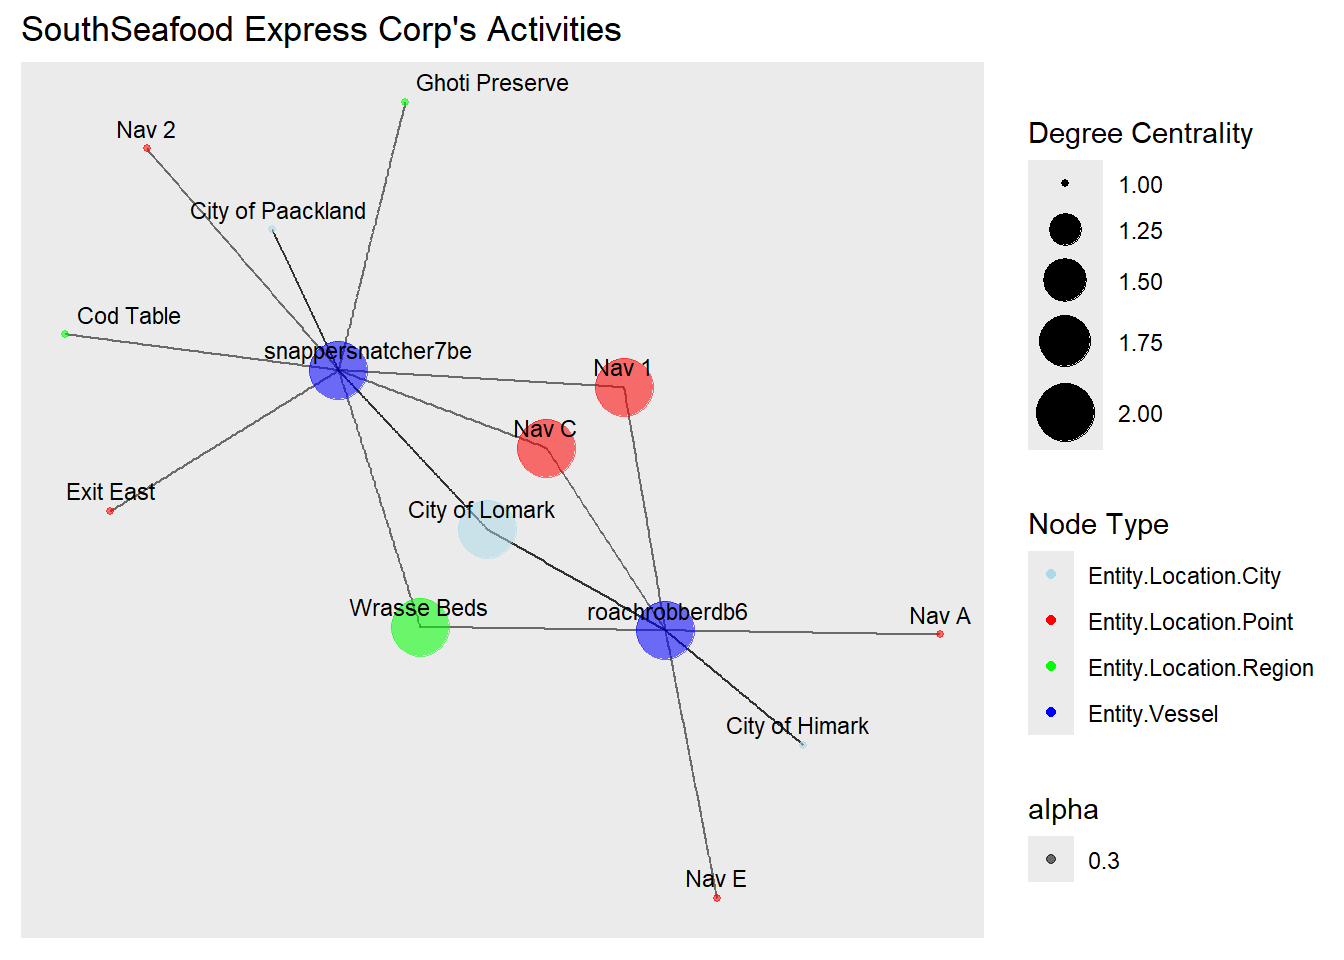 SouthSeafood Express Corp's Activities
Ghoti Preserve
Nav 2
City of Paackland
Cod Table
snappersnatcher7be
Nav 1
Nav C
Exit East
City of Lomark
Wrasse Beds
roachrobberdb6
Nav A
City of Himark
Nav E
Degree Centrality
1.00
1.25
1.50
1.75
2.00
Node Type
Entity.Location.City
Entity.Location.Point
Entity.Location.Region
Entity.Vessel
alpha
0.3